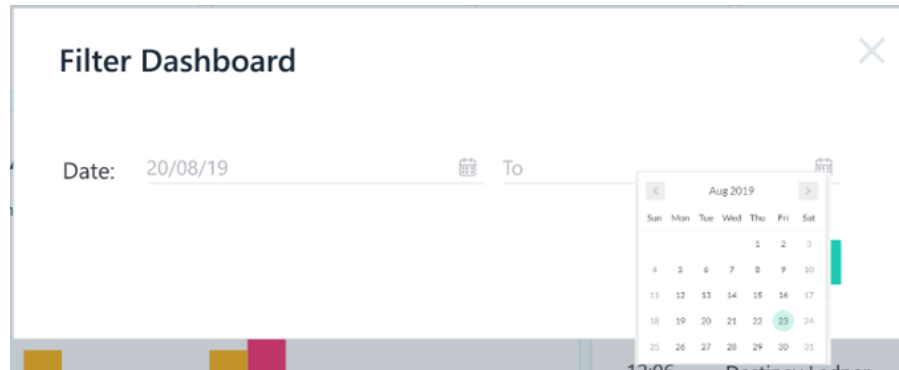 Filter Dashboard
Date: 20/08/19 To
Aug 2019
Sun Mon Tue Wed Thu Fri Sat
1 2 3
4 5 6 7 8 9 10
11 12 13 14 15 16 17
18 19 20 21 22 23 24
25 26 27 28 29 30 31